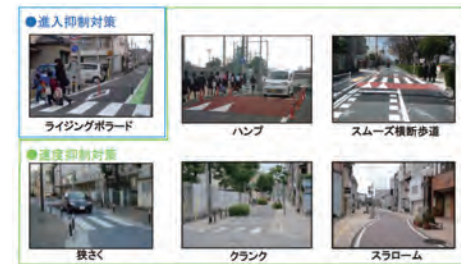 ●進入抑制対策
ライジングボラード
ハンプ
スムーズ横断歩道
●速度抑制対策
狭さく
クランク
スラローム